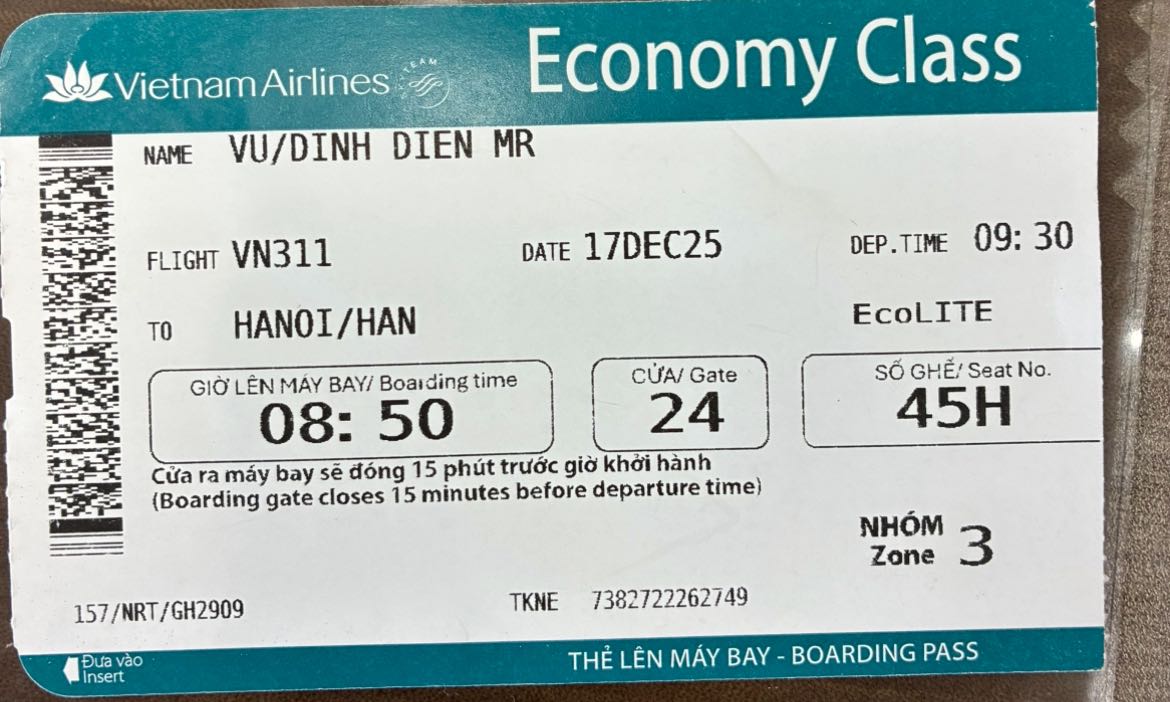 Vietnam Airlines Economy Class
NAME VU/DINH DIEN MR
FLIGHT VN311 DATE 17DEC25 DEP.TIME 09:30
TO HANOI/HAN EcoLITE
GIỜ LÊN MÁY BAY/ Boarding time CỬA/ Gate SỐ GHẾ/ Seat No.
08:50 24 45H
Cửa ra máy bay sẽ đóng 15 phút trước giờ khởi hành
(Boarding gate closes 15 minutes before departure time)
NHÓM
Zone 3
157/NRT/GH2909 TKNE 7382722262749
Đưa vào
Insert
THẺ LÊN MÁY BAY - BOARDING PASS